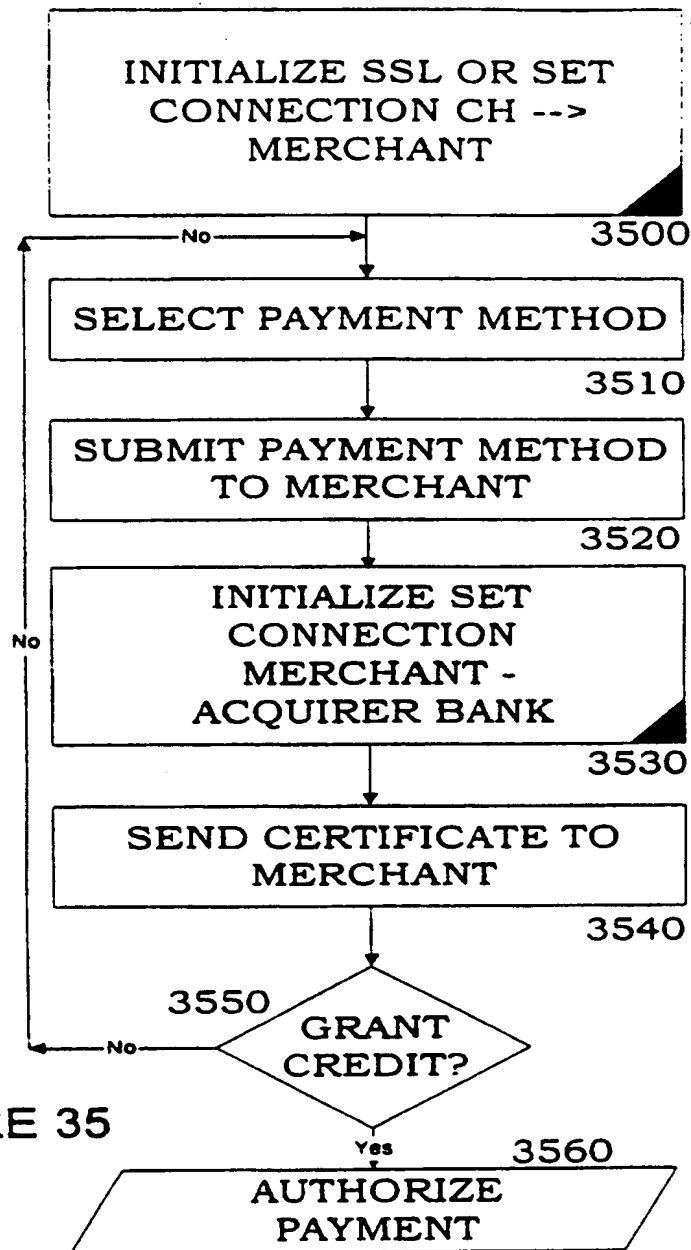 INITIALIZE SSL OR SET
CONNECTION CH -->
MERCHANT
3500
No
SELECT PAYMENT METHOD
3510
SUBMIT PAYMENT METHOD
TO MERCHANT
3520
INITIALIZE SET
CONNECTION
MERCHANT -
ACQUIRER BANK
No
3530
SEND CERTIFICATE TO
MERCHANT
3540
3550
GRANT
CREDIT?
No
E 35
Yes
3560
AUTHORIZE
PAYMENT